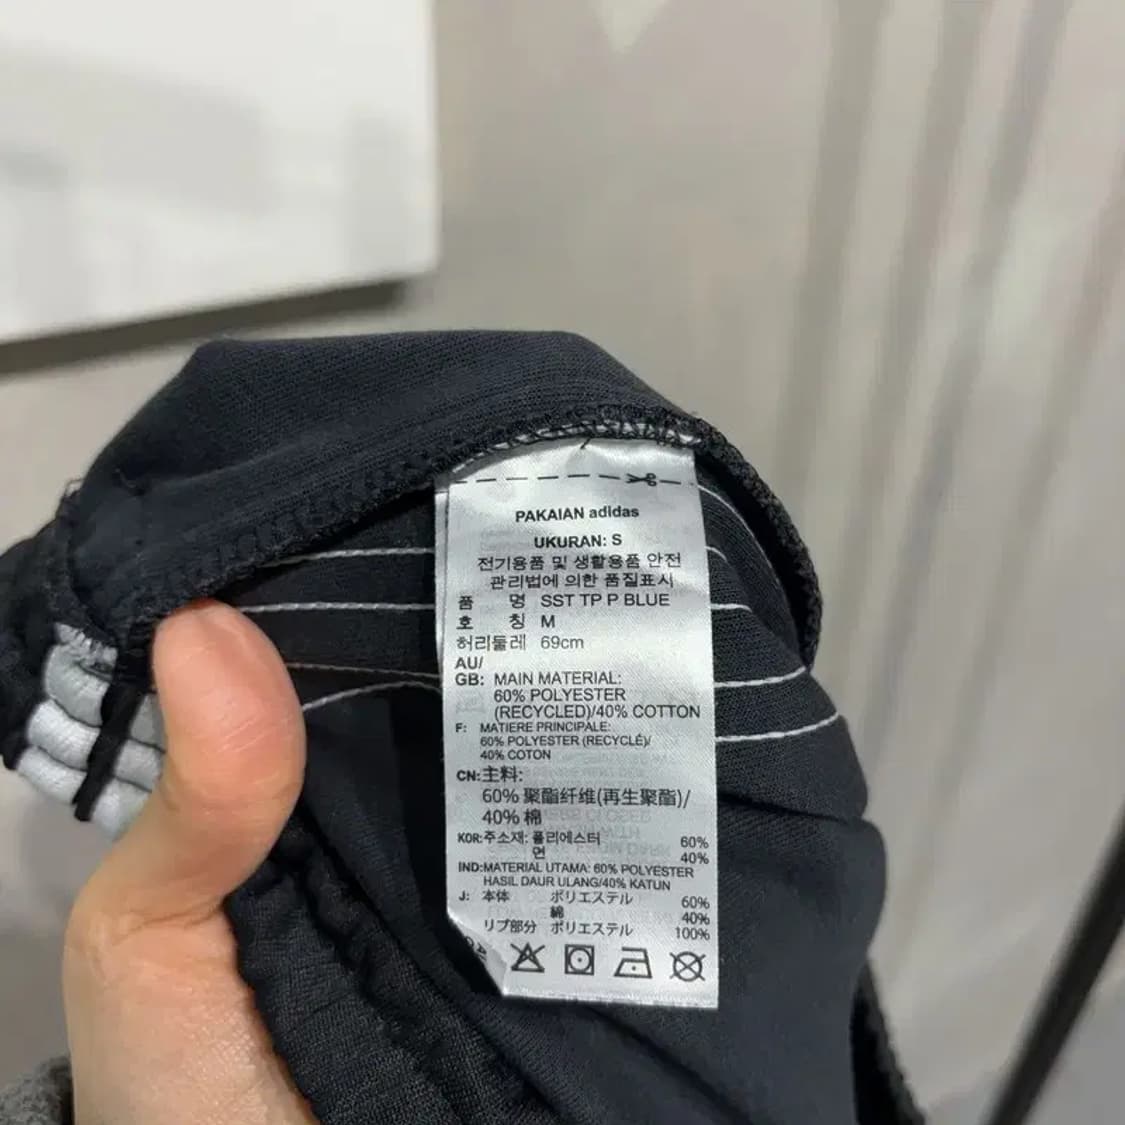 PAKAIAN adidas
UKURAN: S
전기용품 및 생활용품 안전
관리법에 의한 품질표시
품 명 SST TP P BLUE
호 칭 M
허리둘레 69cm
AU/
GB: MAIN MATERIAL:
60% POLYESTER
(RECYCLED)/40% COTTON
F: MATIERE PRINCIPALE:
60% POLYESTER (RECYCLÉ)/
40% COTON
CN:主料:
60% 聚酯纤维(再生聚酯)/
40% 棉
KOR:주소재: 폴리에스터 60%
면 40%
IND:MATERIAL UTAMA: 60% POLYESTER
HASIL DAUR ULANG/40% KATUN
J: 本体 ポリエステル 60%
綿 40%
リブ部分 ポリエステル 100%